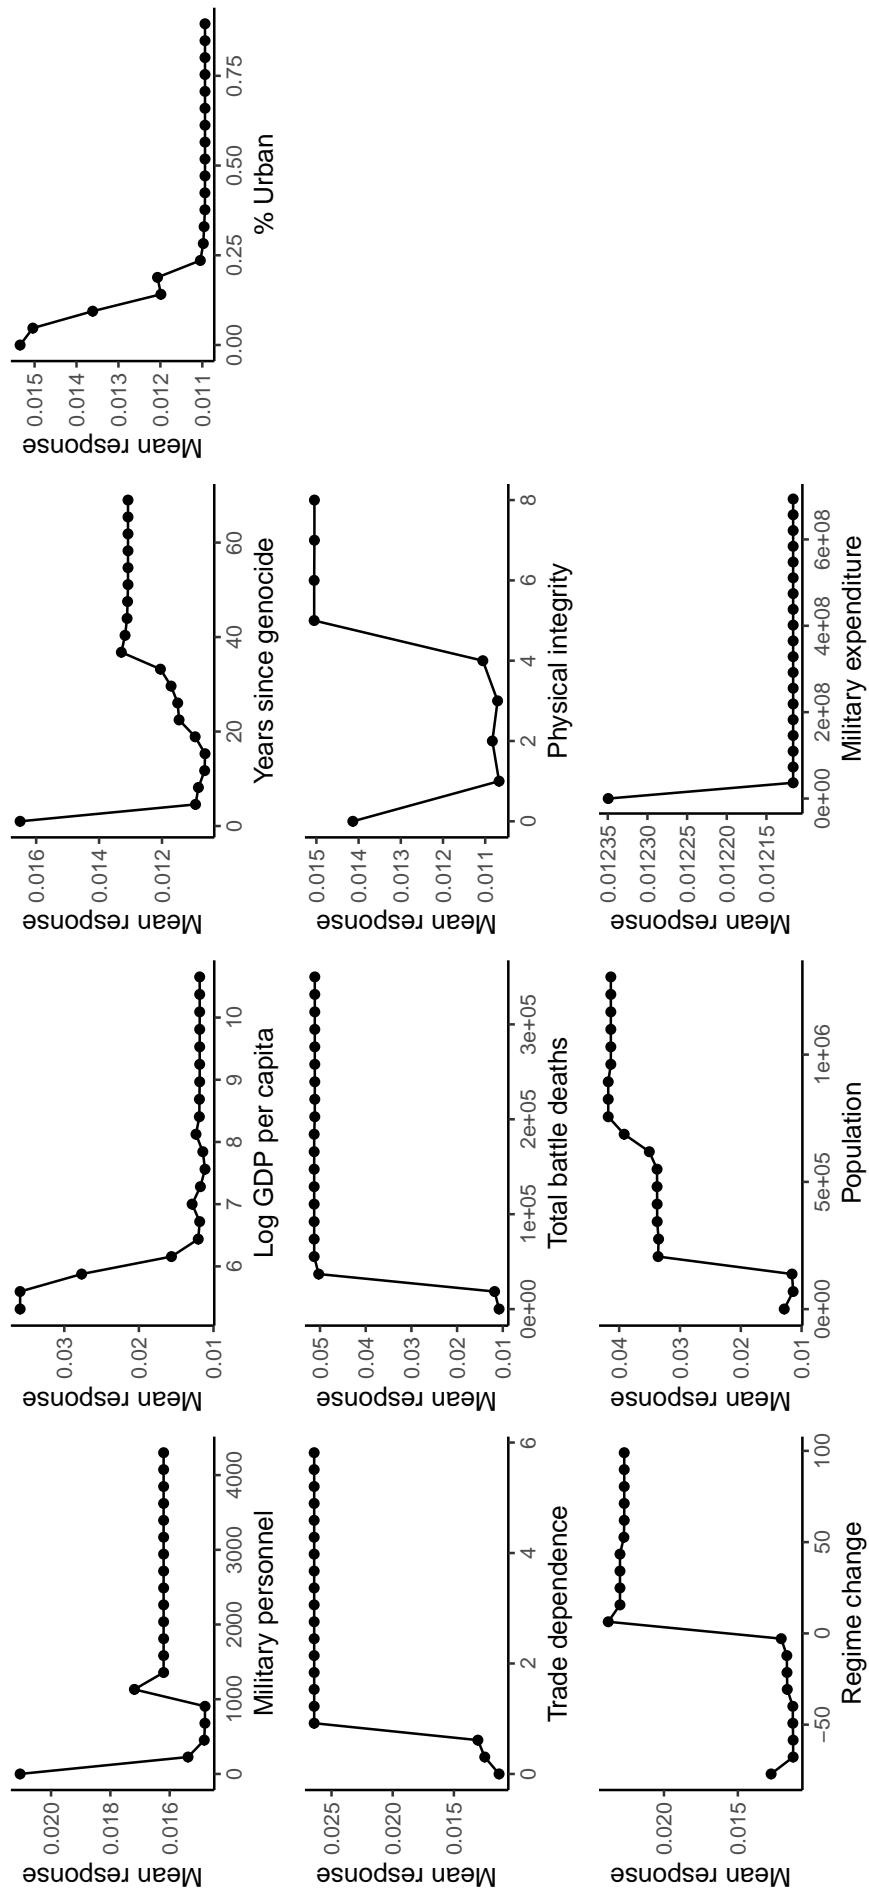 Mean response
0.020
0.018
0.016
0
1000
2000
3000
4000
Military personnel
Mean response
0.03
0.02
0.01
6
7
8
9
10
Log GDP per capita
Mean response
0.016
0.014
0.012
0
20
40
60
Years since genocide
Mean response
0.015
0.014
0.013
0.012
0.011
0.00
0.25
0.50
0.75
% Urban
Mean response
0.025
0.020
0.015
0
2
4
6
Trade dependence
Mean response
0.05
0.04
0.03
0.02
0.01
0e+00
1e+05
2e+05
3e+05
Total battle deaths
Mean response
0.015
0.014
0.013
0.012
0.011
0
2
4
6
8
Physical integrity
Mean response
0.020
0.015
−50
0
50
100
Regime change
Mean response
0.04
0.03
0.02
0.01
0e+00
5e+05
1e+06
Population
Mean response
0.01235
0.01230
0.01225
0.01220
0.01215
0e+00
2e+08
4e+08
6e+08
Military expenditure